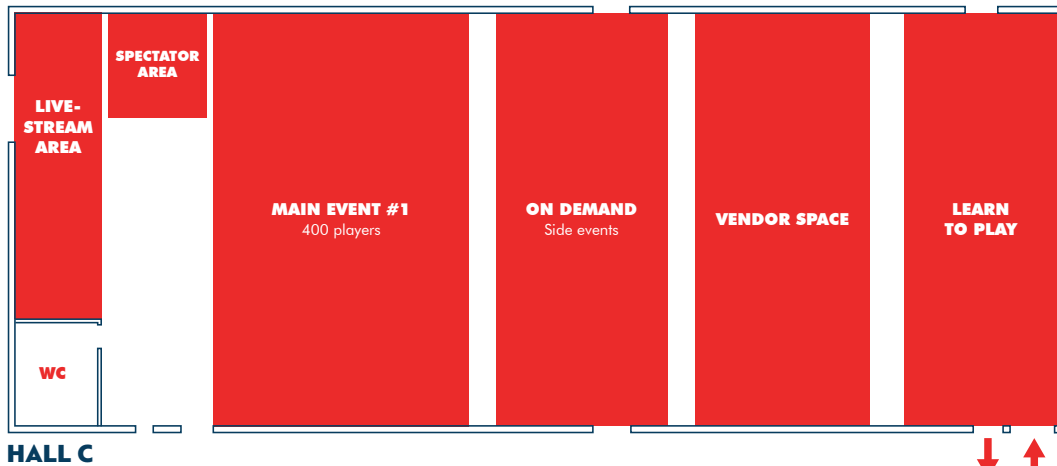 SPECTATOR
AREA
LIVE-
STREAM
AREA
MAIN EVENT #1
400 players
ON DEMAND
Side events
VENDOR SPACE
LEARN
TO PLAY
WC
HALL C